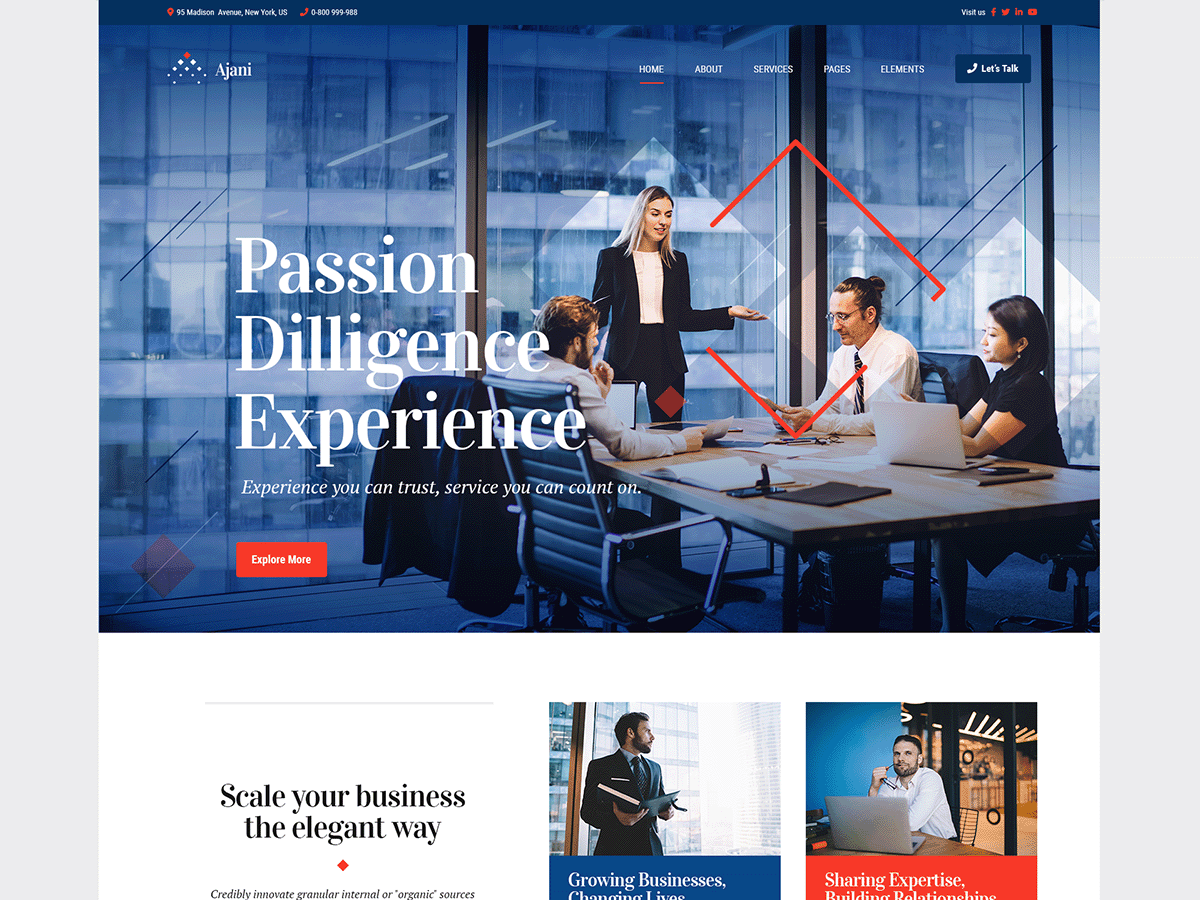 95 Madison Avenue, New York, US
0-800 999-988
Visit us
Ajani
HOME
ABOUT
SERVICES
PAGES
ELEMENTS
Let's Talk
Passion
Dilligence
Experience
Experience you can trust, service you can count on.
Explore More
Scale your business
the elegant way
Credibly innovate granular internal or "organic" sources
Growing Businesses,
Changing Lives
Sharing Expertise,
Building Relationships